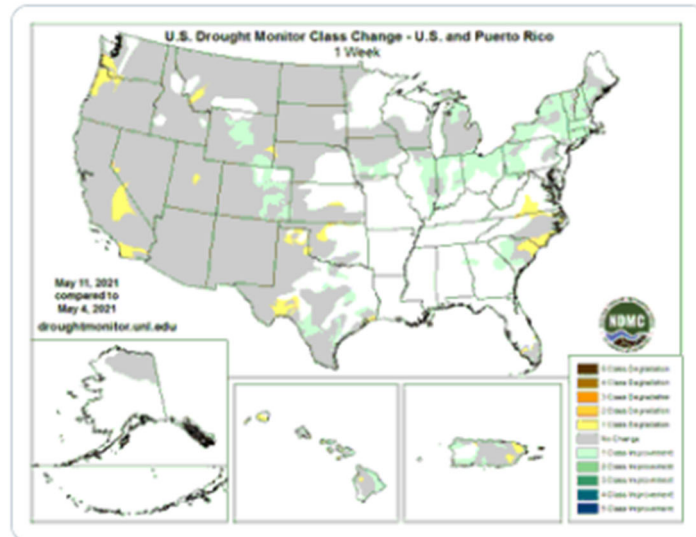 U.S. Drought Monitor Class Change - U.S. and Puerto Rico
1 Week
May 11, 2021
compared to
May 4, 2021
droughtmonitor.unl.edu
NDMC
5 Class Degradation
4 Class Degradation
3 Class Degradation
2 Class Degradation
1 Class Degradation
No Change
1 Class Improvement
2 Class Improvement
3 Class Improvement
4 Class Improvement
5 Class Improvement